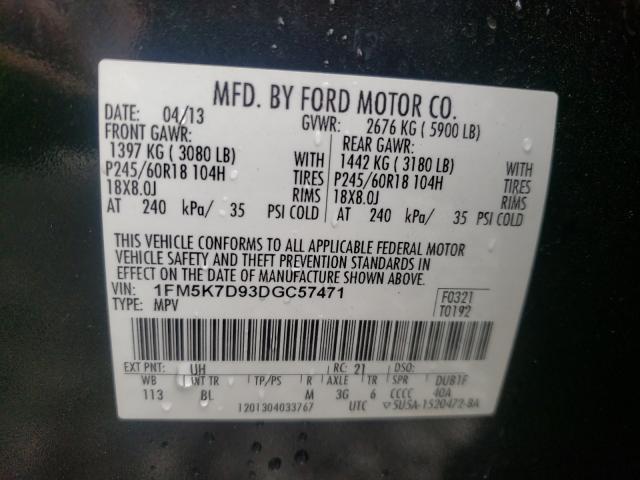 MFD. BY FORD MOTOR CO.
DATE: 04/13 GVWR: 2676 KG ( 5900 LB)
FRONT GAWR: REAR GAWR:
1397 KG ( 3080 LB) WITH 1442 KG ( 3180 LB) WITH
P245/60R18 104H TIRES P245/60R18 104H TIRES
18X8.0J RIMS 18X8.0J RIMS
AT 240 kPa/ 35 PSI COLD AT 240 kPa/ 35 PSI COLD
THIS VEHICLE CONFORMS TO ALL APPLICABLE FEDERAL MOTOR
VEHICLE SAFETY AND THEFT PREVENTION STANDARDS IN
EFFECT ON THE DATE OF MANUFACTURE SHOWN ABOVE.
VIN: 1FM5K7D93DGC57471 F0321
TYPE: MPV T0192
EXT PNT: UH RC: 21 DSO:
WB INT TR TP/PS R AXLE TR SPR DUB1F
113 BL M 3G 6 CCCC 40A
1201304033767 UTC 5U5A-1520472-BA